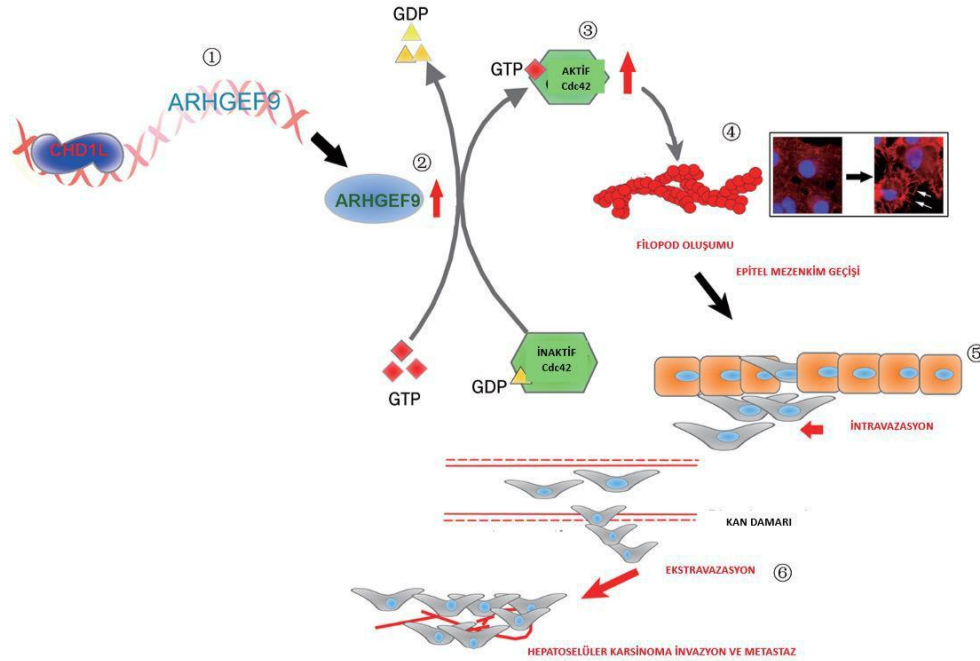 ①
ARHGEF9
CHD1L
②
ARHGEF9
GDP
GTP
③
AKTİF
Cdc42
④
FİLOPOD OLUŞUMU
EPİTEL MEZENKİM GEÇİŞİ
GTP
GDP
İNAKTİF
Cdc42
⑤
İNTRAVAZASYON
KAN DAMARI
EKSTRAVAZASYON
⑥
HEPATOSELÜLER KARSİNOMA İNVAZYON VE METASTAZ